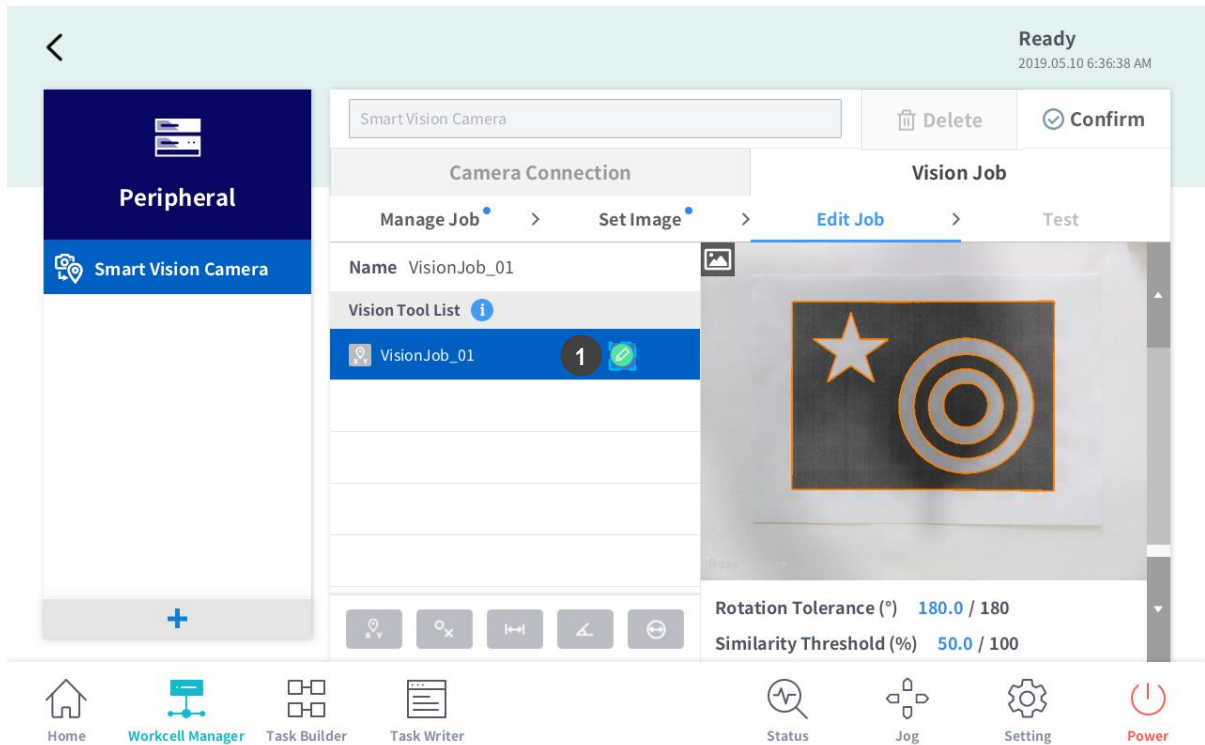 Ready
2019.05.10 6:36:38 AM
Peripheral
Smart Vision Camera
Smart Vision Camera
Delete
Confirm
Camera Connection
Vision Job
Manage Job > Set Image > Edit Job > Test
Name VisionJob_01
Vision Tool List i
VisionJob_01 1
Base Image
+
Rotation Tolerance (°) 180.0 / 180
Similarity Threshold (%) 50.0 / 100
Home
Workcell Manager
Task Builder
Task Writer
Status
Jog
Setting
Power